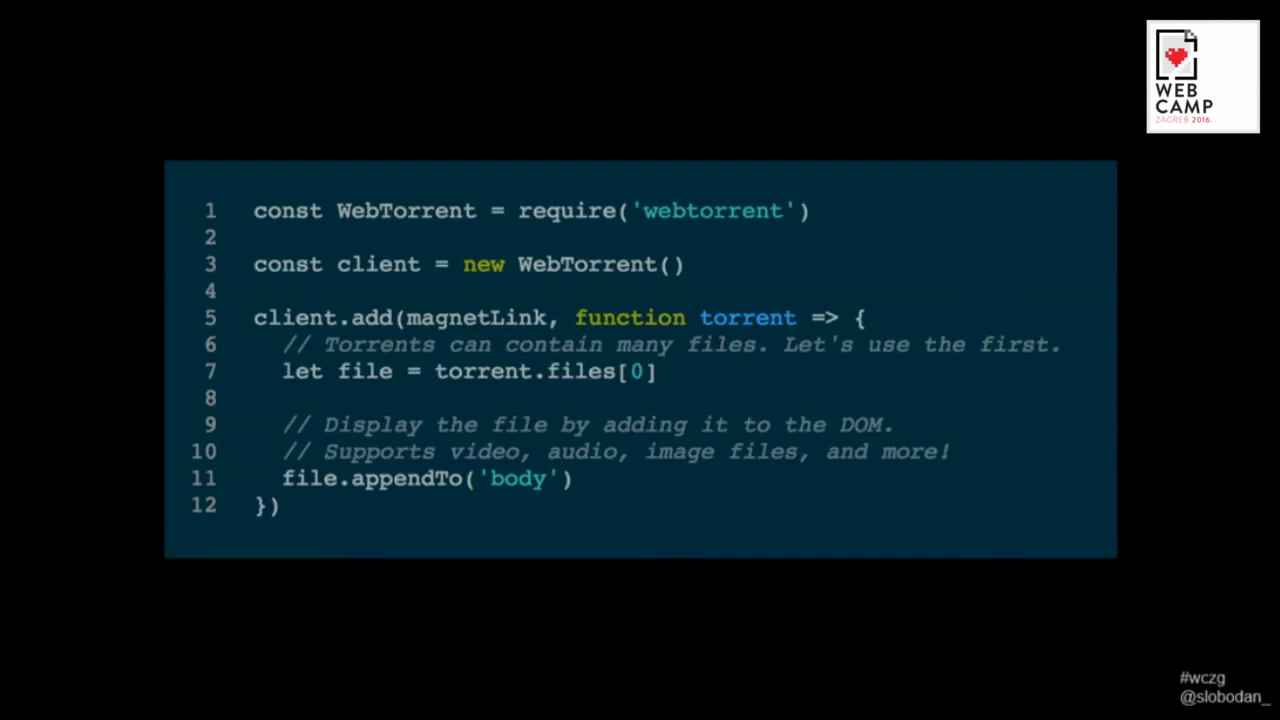 WEB
CAMP
ZAGREB 2016.
1 const WebTorrent = require('webtorrent')
2
3 const client = new WebTorrent()
4
5 client.add(magnetLink, function torrent => {
6 // Torrents can contain many files. Let's use the first.
7 let file = torrent.files[0]
8
9 // Display the file by adding it to the DOM.
10 // Supports video, audio, image files, and more!
11 file.appendTo('body')
12 })
#wczg
@slobodan_